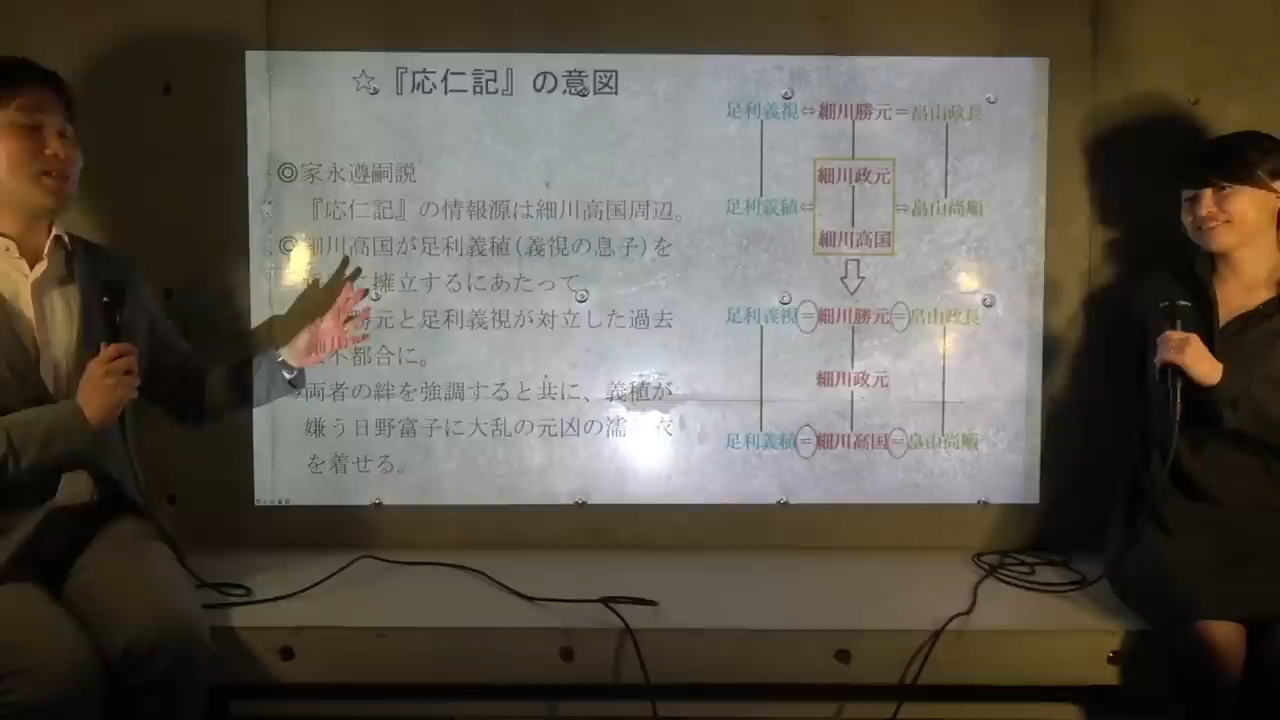 ☆『応仁記』の意図
◎家永遵嗣説
『応仁記』の情報源は細川高国周辺。
◎細川高国が足利義稙(義視の息子)を
に擁立するにあたって、
勝元と足利義視が対立した過去
不都合に。
両者の絆を強調すると共に、義稙が
嫌う日野富子に大乱の元凶の濡 衣
を着せる。
足利義視⇔細川勝元=畠山政長
細川政元
足利義稙⇔ ⇔畠山尚順
細川高国
足利義視=細川勝元=畠山政長
細川政元
足利義稙=細川高国=畠山尚順